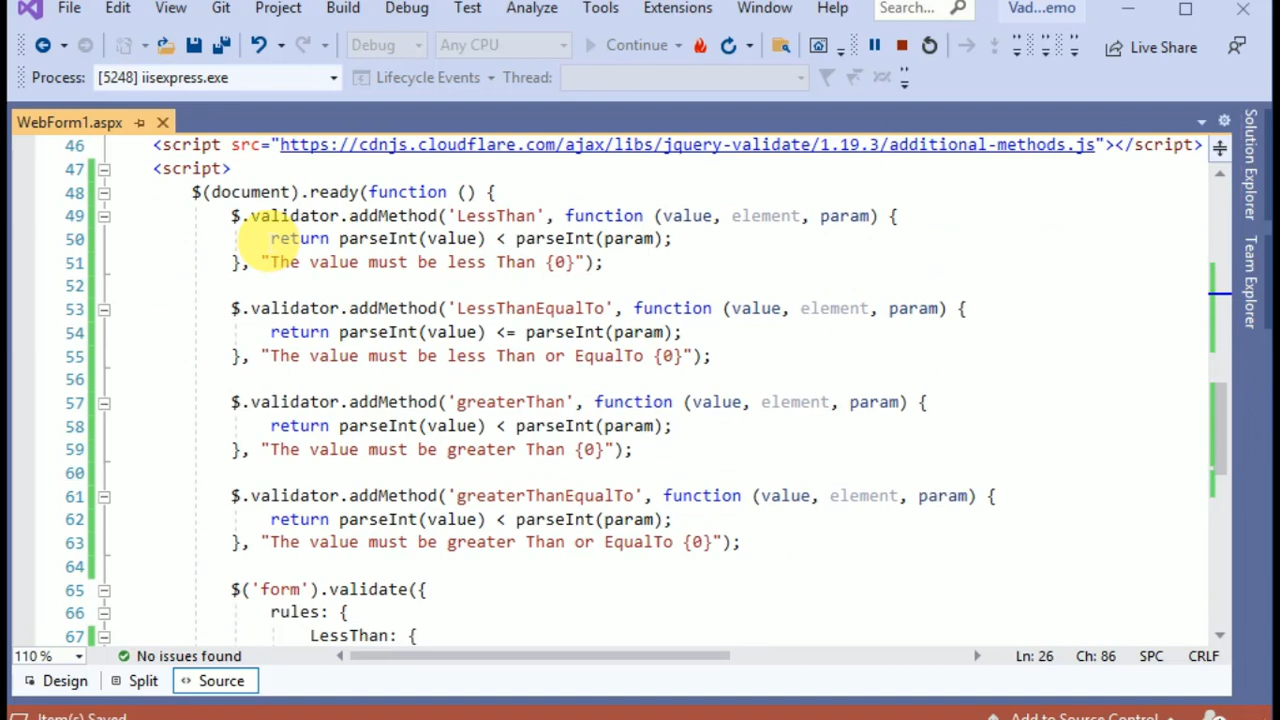 File Edit View Git Project Build Debug Test Analyze Tools Extensions Window Help Search... Vad...emo
Debug Any CPU Continue Live Share
Process: [5248] iisexpress.exe Lifecycle Events Thread:
WebForm1.aspx
46 <script src="https://cdnjs.cloudflare.com/ajax/libs/jquery-validate/1.19.3/additional-methods.js"></script>
47 <script>
48 $(document).ready(function () {
49 $.validator.addMethod('LessThan', function (value, element, param) {
50 return parseInt(value) < parseInt(param);
51 }, "The value must be less Than {0}");
52
53 $.validator.addMethod('LessThanEqualTo', function (value, element, param) {
54 return parseInt(value) <= parseInt(param);
55 }, "The value must be less Than or EqualTo {0}");
56
57 $.validator.addMethod('greaterThan', function (value, element, param) {
58 return parseInt(value) < parseInt(param);
59 }, "The value must be greater Than {0}");
60
61 $.validator.addMethod('greaterThanEqualTo', function (value, element, param) {
62 return parseInt(value) < parseInt(param);
63 }, "The value must be greater Than or EqualTo {0}");
64
65 $('form').validate({
66 rules: {
67 LessThan: {
Solution Explorer
Team Explorer
110 % No issues found Ln: 26 Ch: 86 SPC CRLF
Design Split Source
Item(s) Saved Add to Source Control